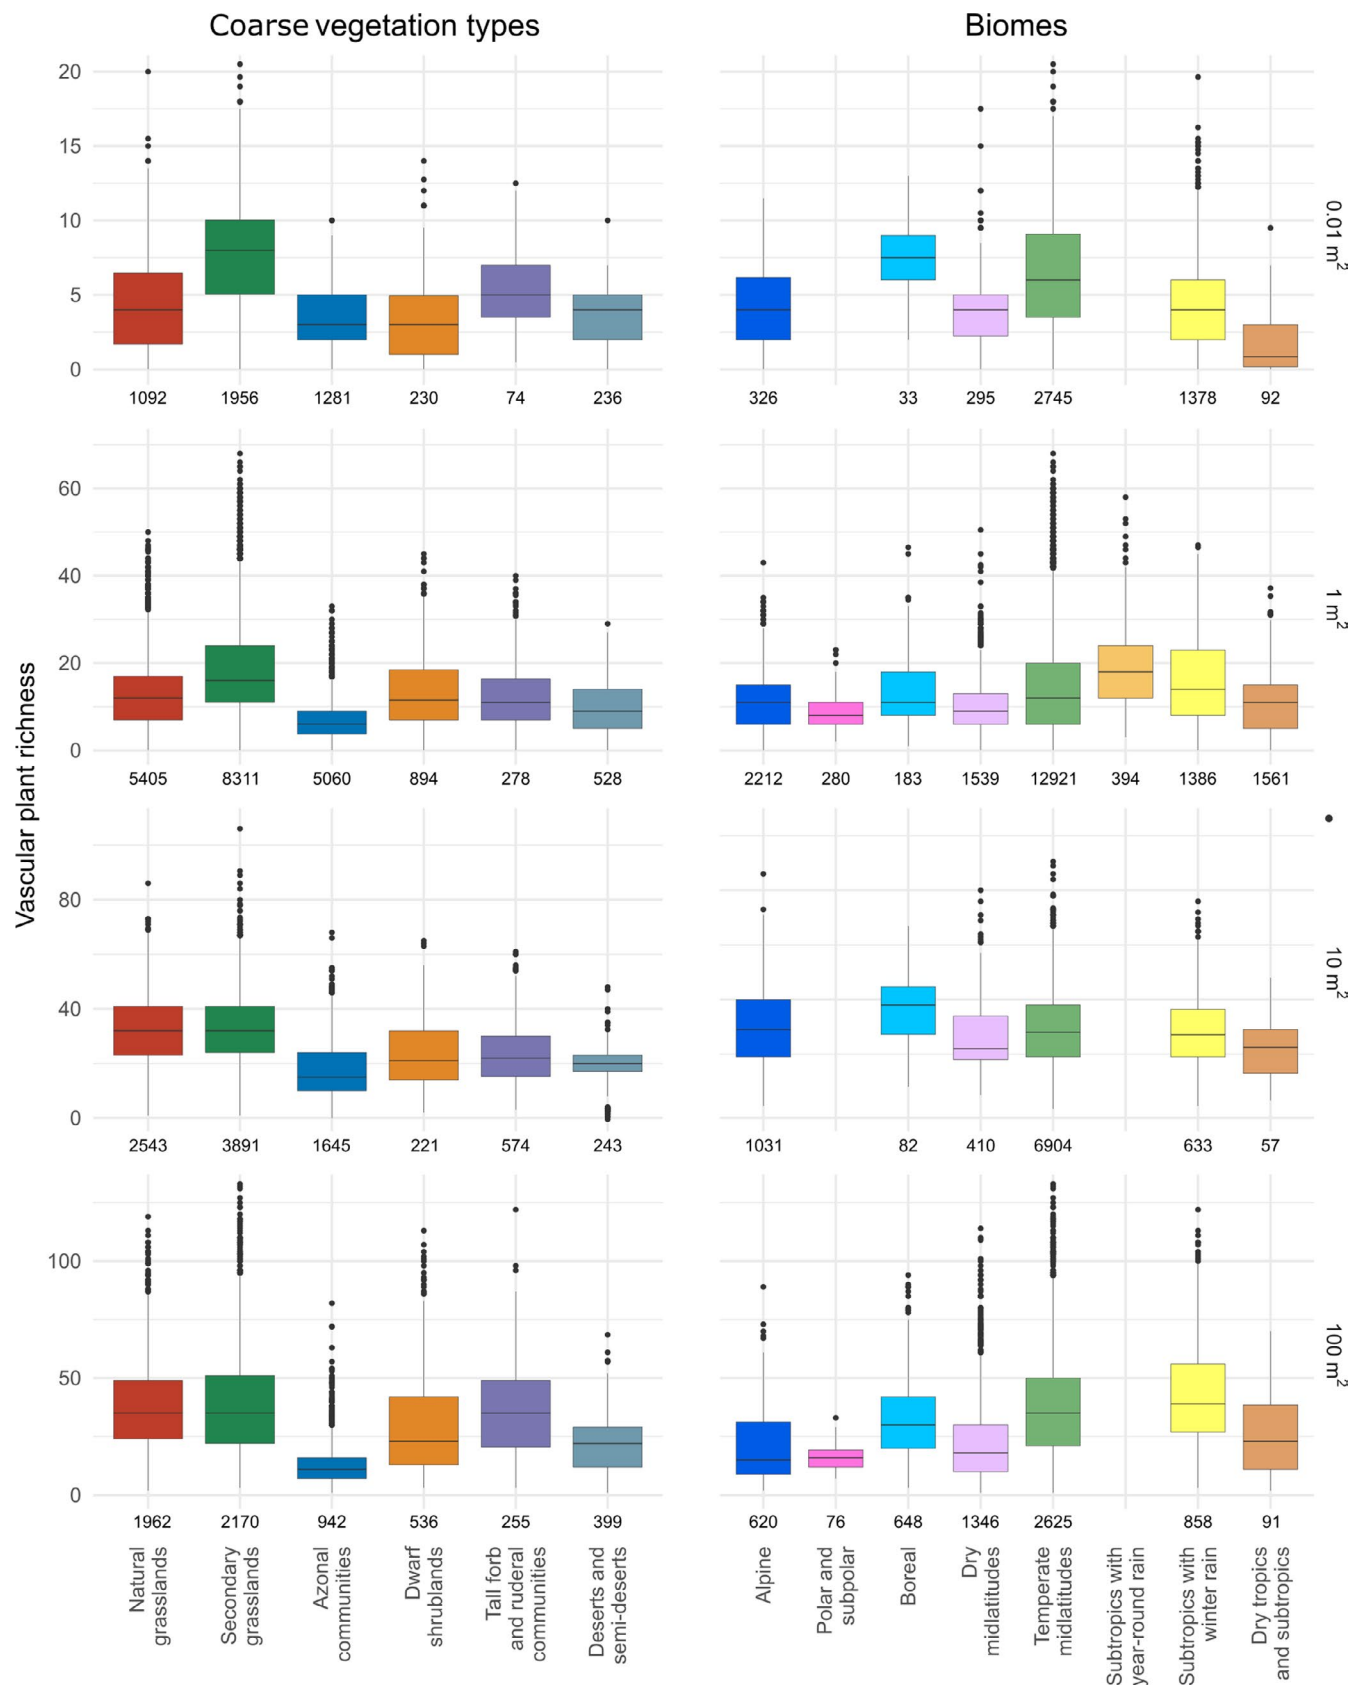 Coarse vegetation types
Biomes
Vascular plant richness
20
15
10
5
0
0.01 m²
1092 1956 1281 230 74 236
326 33 295 2745 1378 92
60
40
20
0
1 m²
5405 8311 5060 894 278 528
2212 280 183 1539 12921 394 1386 1561
80
40
0
10 m²
2543 3891 1645 221 574 243
1031 82 410 6904 633 57
100
50
0
100 m²
1962 2170 942 536 255 399
620 76 648 1346 2625 858 91
Natural
grasslands
Secondary
grasslands
Azonal
communities
Dwarf
shrublands
Tall forb
and ruderal
communities
Deserts and
semi-deserts
Alpine
Polar and
subpolar
Boreal
Dry
midlatitudes
Temperate
midlatitudes
Subtropics with
year-round rain
Subtropics with
winter rain
Dry tropics
and subtropics